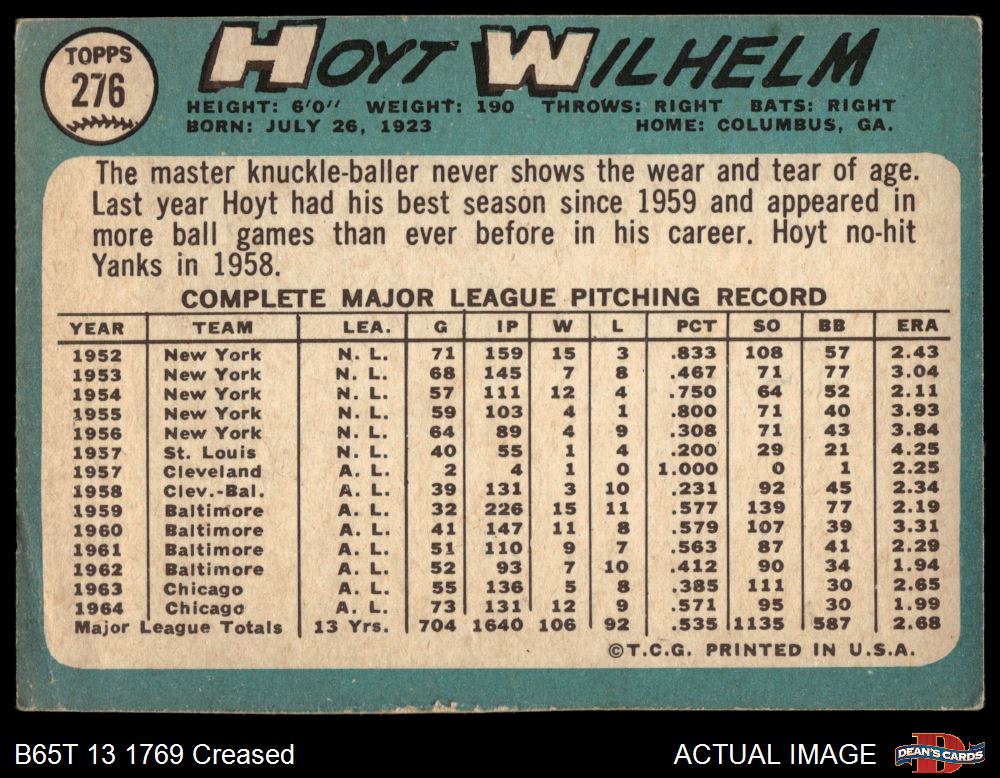 TOPPS
276
HOYT WILHELM
HEIGHT: 6'0" WEIGHT: 190 THROWS: RIGHT BATS: RIGHT
BORN: JULY 26, 1923 HOME: COLUMBUS, GA.
The master knuckle-baller never shows the wear and tear of age.
Last year Hoyt had his best season since 1959 and appeared in
more ball games than ever before in his career. Hoyt no-hit
Yanks in 1958.
COMPLETE MAJOR LEAGUE PITCHING RECORD
YEAR TEAM LEA. G IP W L PCT SO BB ERA
1952 New York N. L. 71 159 15 3 .833 108 57 2.43
1953 New York N. L. 68 145 7 8 .467 71 77 3.04
1954 New York N. L. 57 111 12 4 .750 64 52 2.11
1955 New York N. L. 59 103 4 1 .800 71 40 3.93
1956 New York N. L. 64 89 4 9 .308 71 43 3.84
1957 St. Louis N. L. 40 55 1 4 .200 29 21 4.25
1957 Cleveland A. L. 2 4 1 0 1.000 0 1 2.25
1958 Clev.-Bal. A. L. 39 131 3 10 .231 92 45 2.34
1959 Baltimore A. L. 32 226 15 11 .577 139 77 2.19
1960 Baltimore A. L. 41 147 11 8 .579 107 39 3.31
1961 Baltimore A. L. 51 110 9 7 .563 87 41 2.29
1962 Baltimore A. L. 52 93 7 10 .412 90 34 1.94
1963 Chicago A. L. 55 136 5 8 .385 111 30 2.65
1964 Chicago A. L. 73 131 12 9 .571 95 30 1.99
Major League Totals 13 Yrs. 704 1640 106 92 .535 1135 587 2.68
©T.C.G. PRINTED IN U.S.A.
B65T 13 1769 Creased ACTUAL IMAGE
DEAN'S CARDS